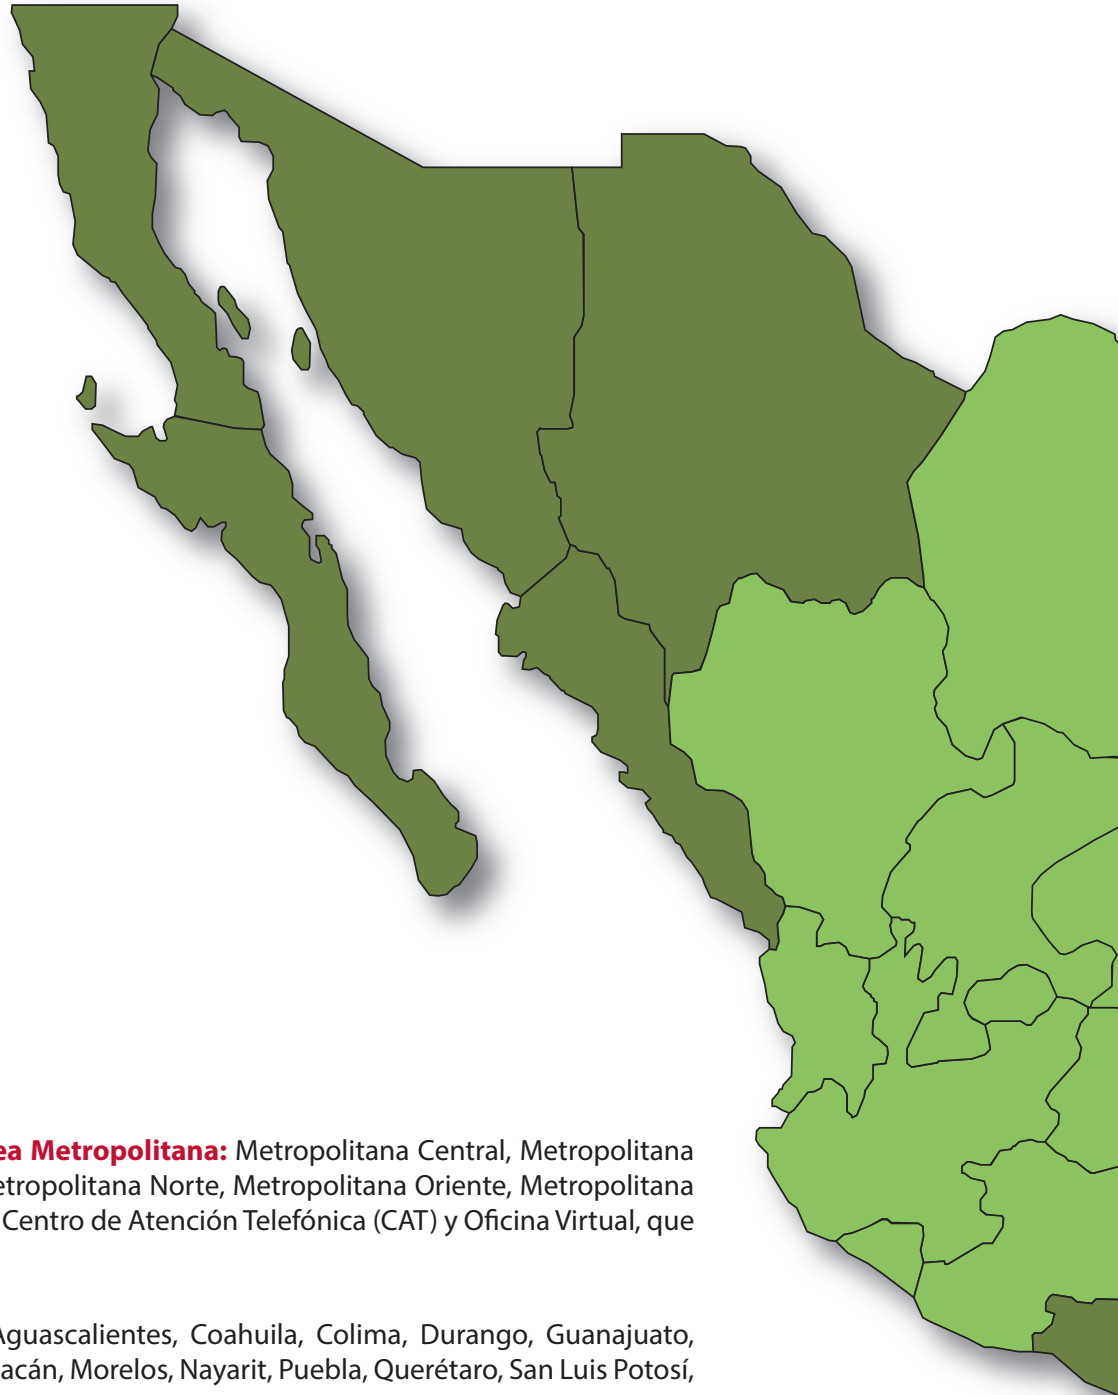 ea Metropolitana: Metropolitana Central, Metropolitana
etropolitana Norte, Metropolitana Oriente, Metropolitana
Centro de Atención Telefónica (CAT) y Oficina Virtual, que
Aguascalientes, Coahuila, Colima, Durango, Guanajuato,
acán, Morelos, Nayarit, Puebla, Querétaro, San Luis Potosí,